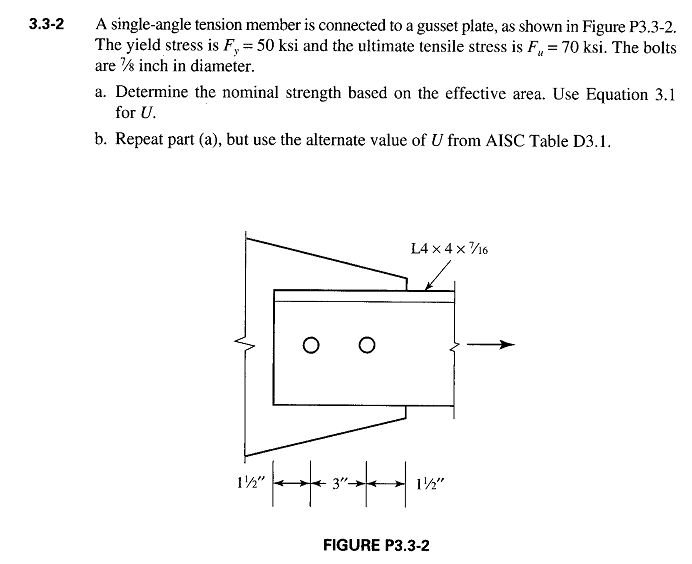 3.3-2 A single-angle tension member is connected to a gusset plate, as shown in Figure P3.3-2.
The yield stress is Fy = 50 ksi and the ultimate tensile stress is Fu = 70 ksi. The bolts
are 7/8 inch in diameter.
a. Determine the nominal strength based on the effective area. Use Equation 3.1
for U.
b. Repeat part (a), but use the alternate value of U from AISC Table D3.1.
L4 × 4 × 7/16
1½″ 3″ 1½″
FIGURE P3.3-2